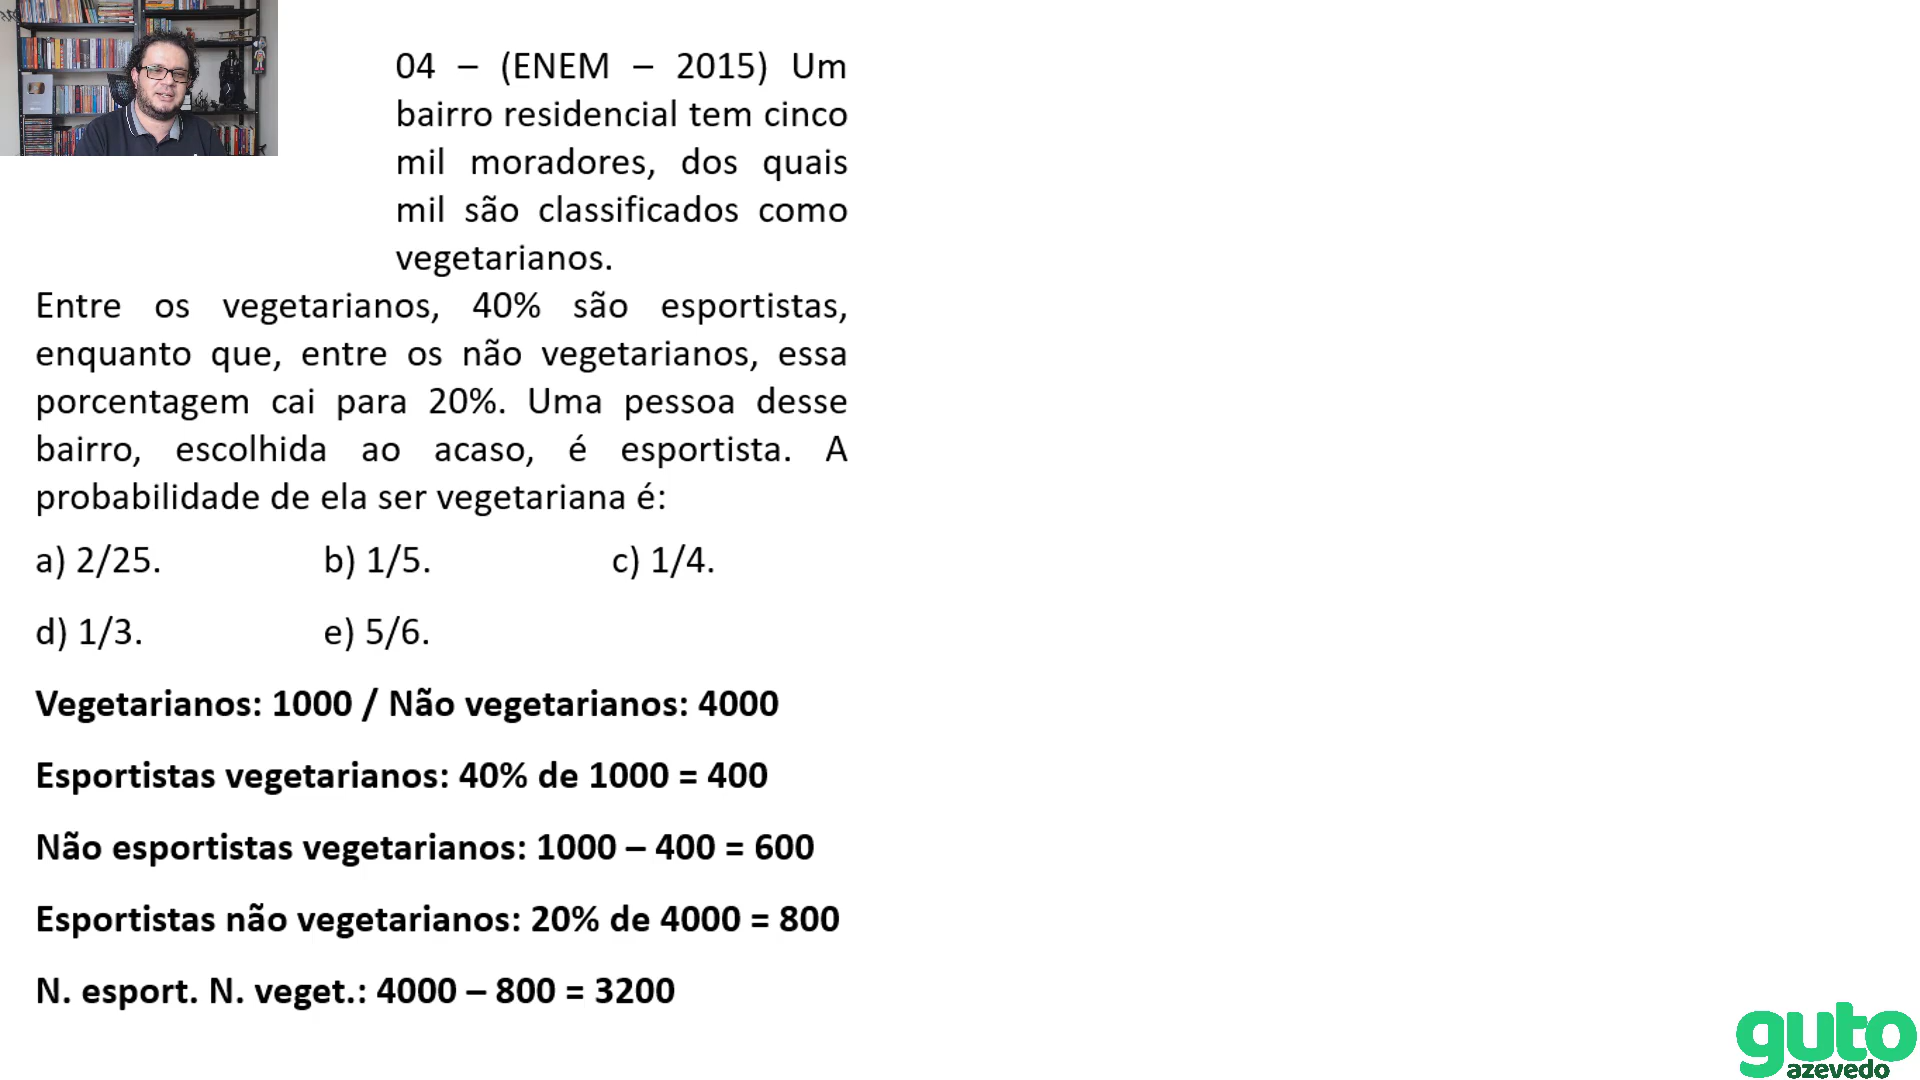 04 – (ENEM – 2015) Um
bairro residencial tem cinco
mil moradores, dos quais
mil são classificados como
vegetarianos.
Entre os vegetarianos, 40% são esportistas,
enquanto que, entre os não vegetarianos, essa
porcentagem cai para 20%. Uma pessoa desse
bairro, escolhida ao acaso, é esportista. A
probabilidade de ela ser vegetariana é:
a) 2/25. b) 1/5. c) 1/4.
d) 1/3. e) 5/6.
Vegetarianos: 1000 / Não vegetarianos: 4000
Esportistas vegetarianos: 40% de 1000 = 400
Não esportistas vegetarianos: 1000 – 400 = 600
Esportistas não vegetarianos: 20% de 4000 = 800
N. esport. N. veget.: 4000 – 800 = 3200
guto
azevedo